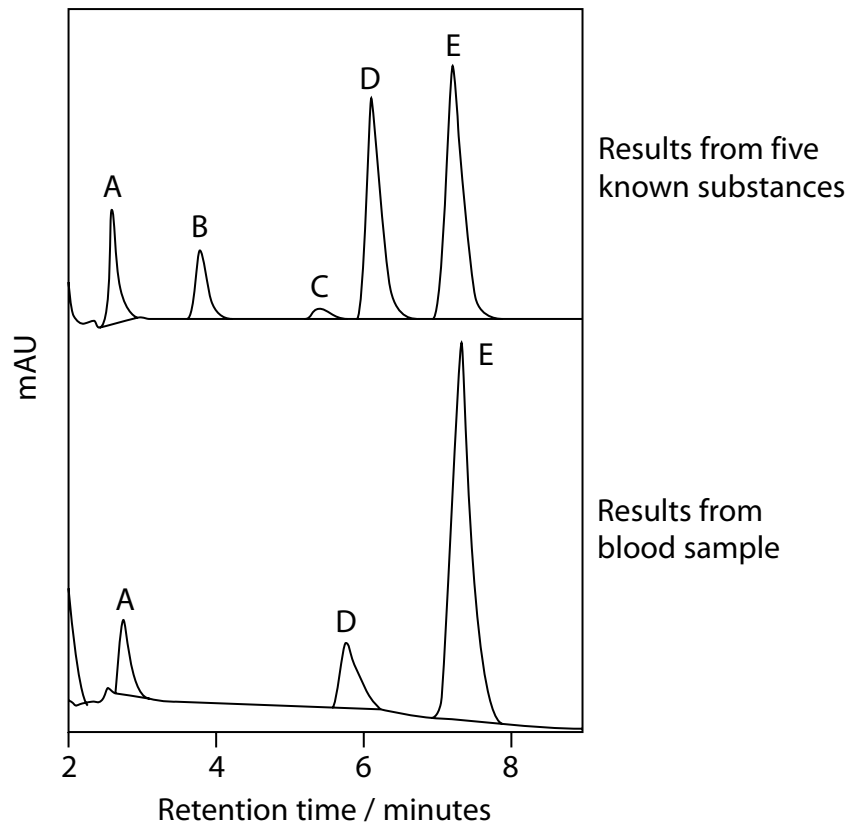 E
D
A
B
C
Results from five
known substances
mAU
E
Results from
blood sample
A
D
2 4 6 8
Retention time / minutes